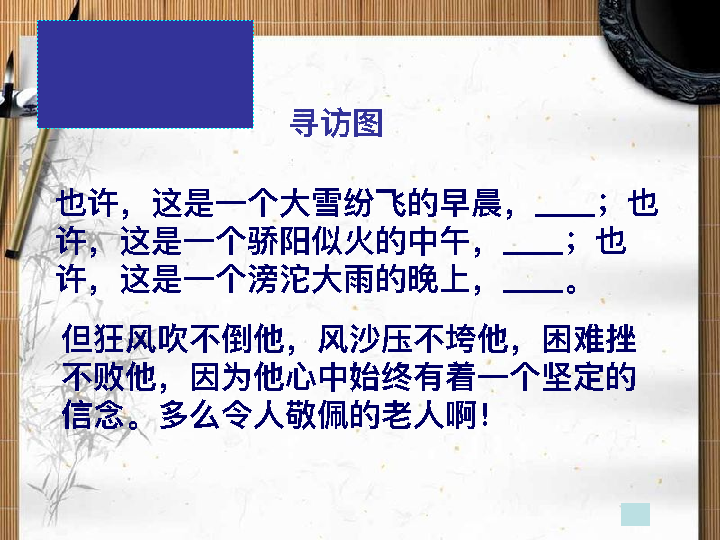 寻访图
也许，这是一个大雪纷飞的早晨，____；也
许，这是一个骄阳似火的中午，____；也
许，这是一个滂沱大雨的晚上，____。
但狂风吹不倒他，风沙压不垮他，困难挫
不败他，因为他心中始终有着一个坚定的
信念。多么令人敬佩的老人啊！